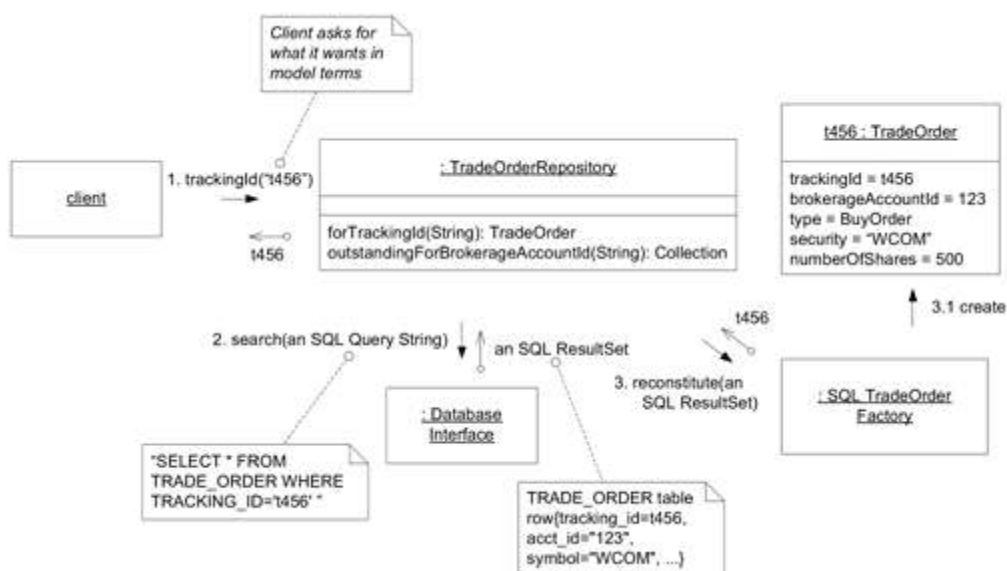 Client asks for
what it wants in
model terms
client
1. trackingId("t456")
t456
: TradeOrderRepository
forTrackingId(String): TradeOrder
outstandingForBrokerageAccountId(String): Collection
t456 : TradeOrder
trackingId = t456
brokerageAccountId = 123
type = BuyOrder
security = "WCOM"
numberOfShares = 500
3.1 create
t456
2. search(an SQL Query String)
an SQL ResultSet
3. reconstitute(an
SQL ResultSet)
: SQL TradeOrder
Factory
: Database
Interface
"SELECT * FROM
TRADE_ORDER WHERE
TRACKING_ID='t456' "
TRADE_ORDER table
row{tracking_id=t456,
acct_id="123",
symbol="WCOM", ...}